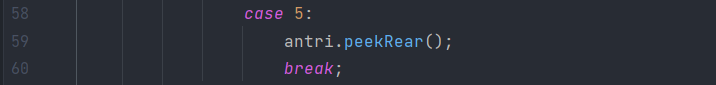 58 case 5:
59 antri.peekRear();
60 break;